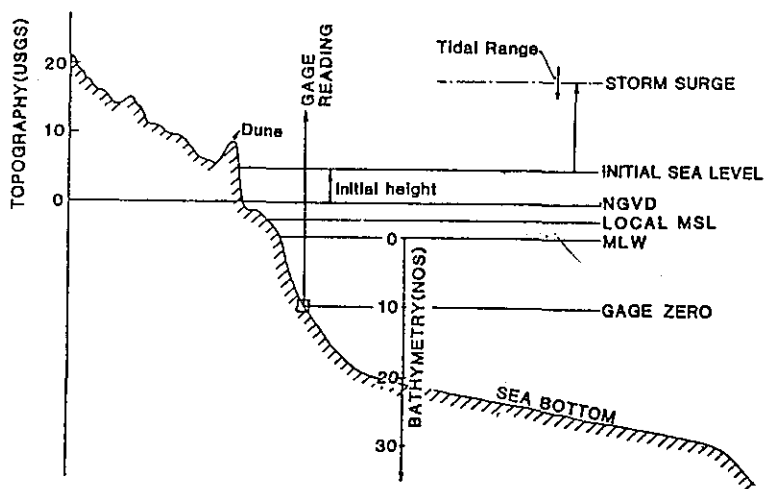 TOPOGRAPHY(USGS)
20
10
0
Dune
GAGE
READING
Tidal Range
STORM SURGE
INITIAL SEA LEVEL
Initial height
NGVD
LOCAL MSL
0
MLW
10
GAGE ZERO
BATHYMETRY(NOS)
20
SEA BOTTOM
30